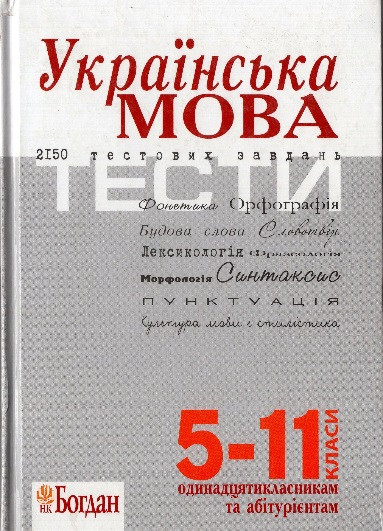 Українська
МОВА
2150 тестових завдань
ТЕСТИ
Фонетика Орфографія
Будова слова Словотвір
Лексикологія Фразеологія
Морфологія Синтаксис
ПУНКТУАЦІЯ
Культура мови і стилістика
5-11 КЛАСИ
одинадцятикласникам
та абітурієнтам
НК Богдан